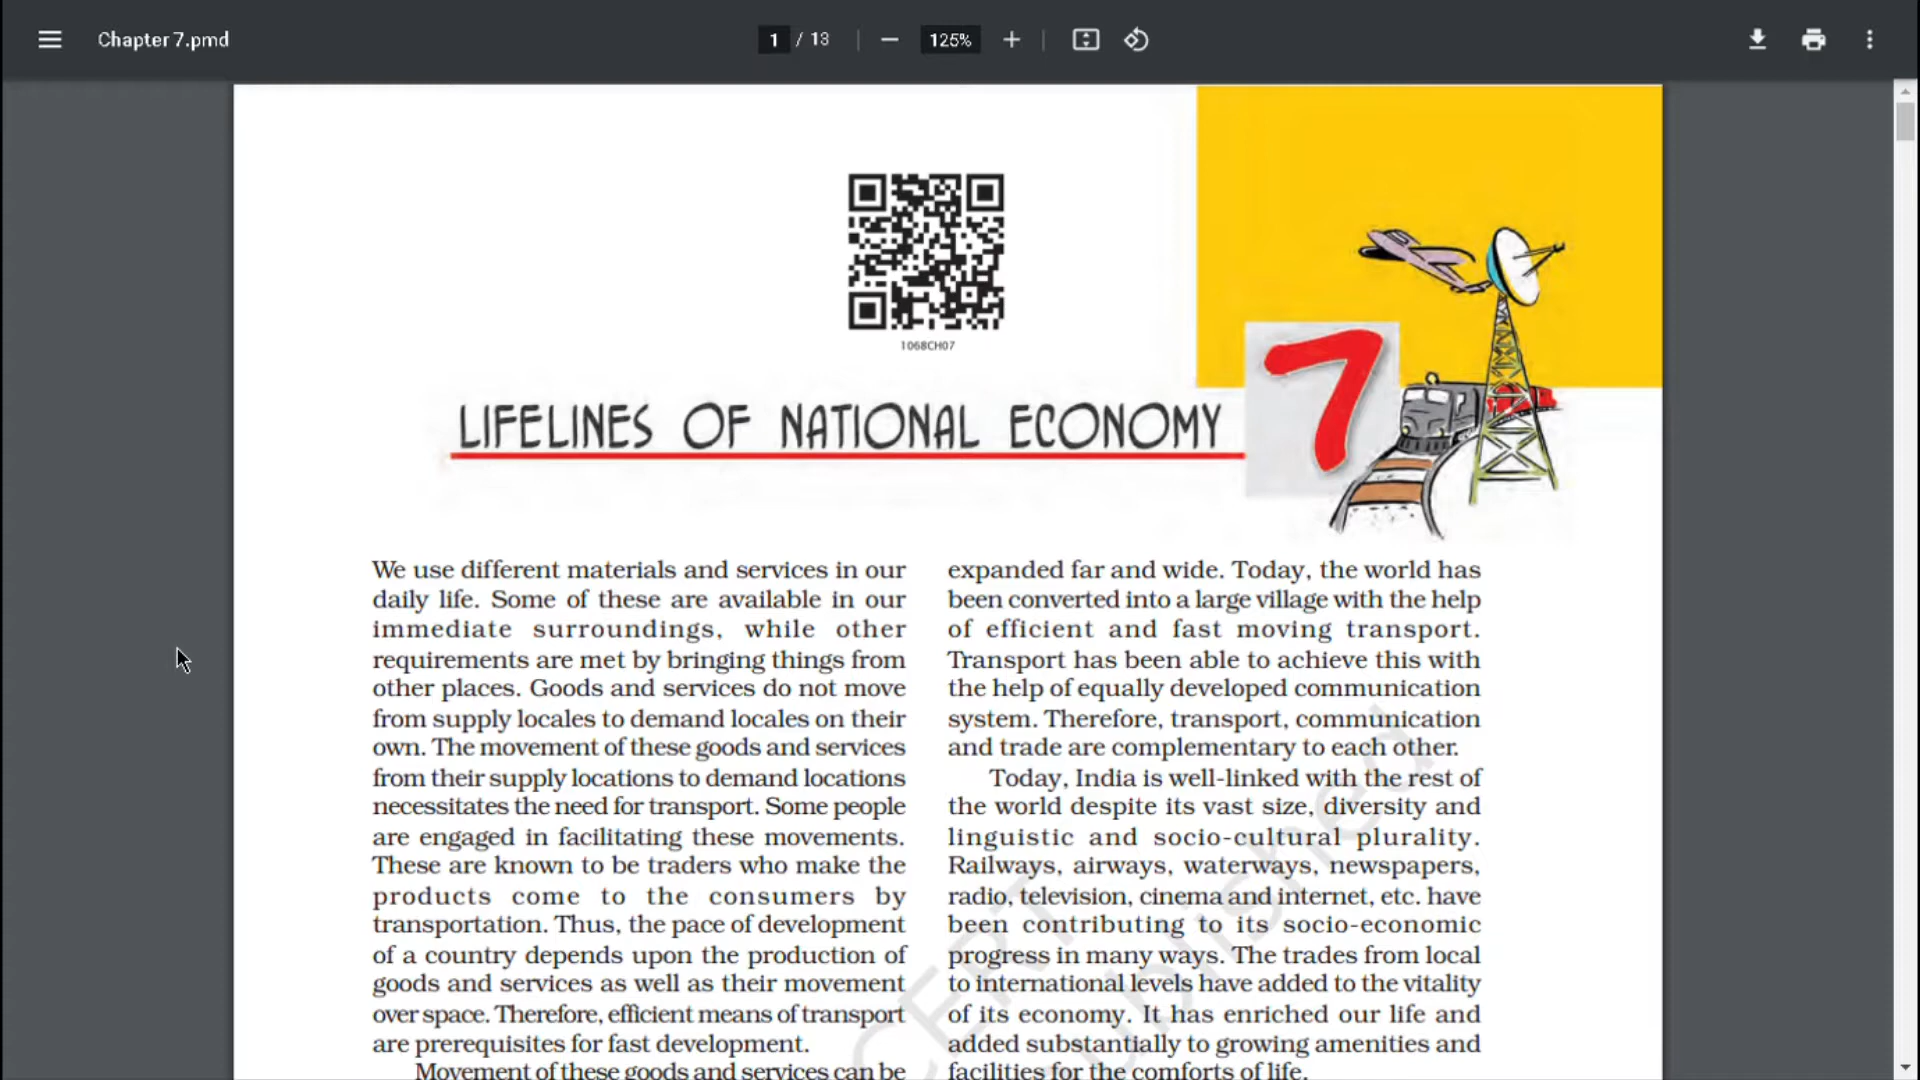 Chapter 7.pmd
1 / 13
125%
1068CH07
LIFELINES OF NATIONAL ECONOMY
7
We use different materials and services in our
daily life. Some of these are available in our
immediate surroundings, while other
requirements are met by bringing things from
other places. Goods and services do not move
from supply locales to demand locales on their
own. The movement of these goods and services
from their supply locations to demand locations
necessitates the need for transport. Some people
are engaged in facilitating these movements.
These are known to be traders who make the
products come to the consumers by
transportation. Thus, the pace of development
of a country depends upon the production of
goods and services as well as their movement
over space. Therefore, efficient means of transport
are prerequisites for fast development.
Movement of these goods and services can be
expanded far and wide. Today, the world has
been converted into a large village with the help
of efficient and fast moving transport.
Transport has been able to achieve this with
the help of equally developed communication
system. Therefore, transport, communication
and trade are complementary to each other.
Today, India is well-linked with the rest of
the world despite its vast size, diversity and
linguistic and socio-cultural plurality.
Railways, airways, waterways, newspapers,
radio, television, cinema and internet, etc. have
been contributing to its socio-economic
progress in many ways. The trades from local
to international levels have added to the vitality
of its economy. It has enriched our life and
added substantially to growing amenities and
facilities for the comforts of life.